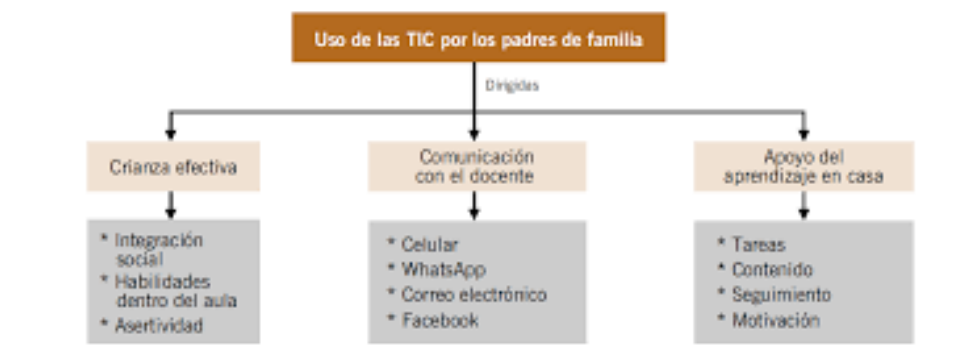 Uso de las TIC por los padres de familia
Dirigidas
Crianza efectiva
Comunicación
con el docente
Apoyo del
aprendizaje en casa
* Integración
social
* Habilidades
dentro del aula
* Asertividad
* Celular
* WhatsApp
* Correo electrónico
* Facebook
* Tareas
* Contenido
* Seguimiento
* Motivación